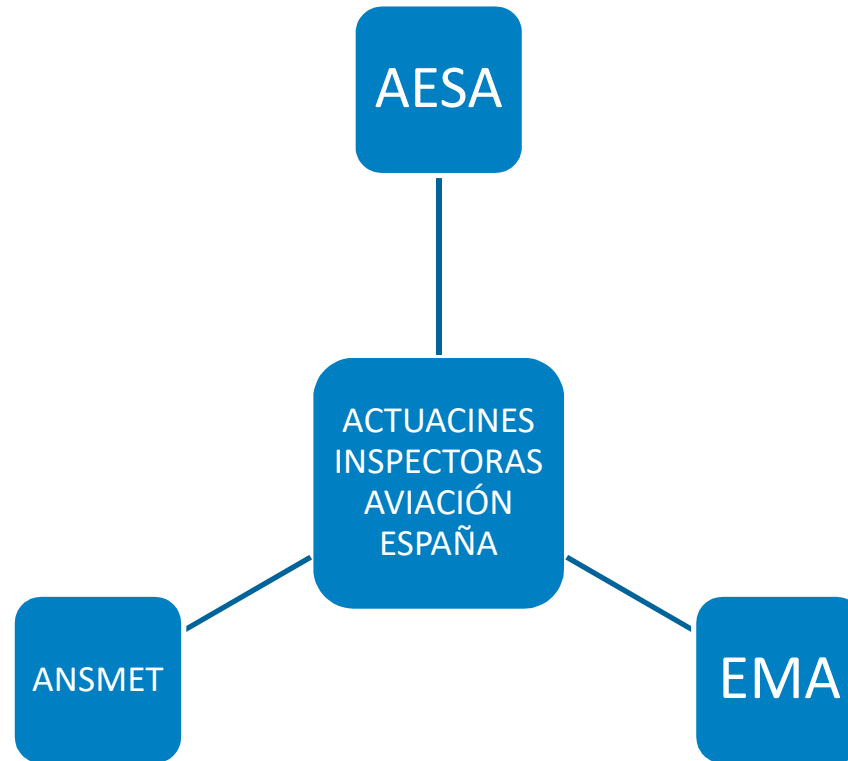 AESA
ACTUACINES
INSPECTORAS
AVIACIÓN
ESPAÑA
ANSMET
EMA